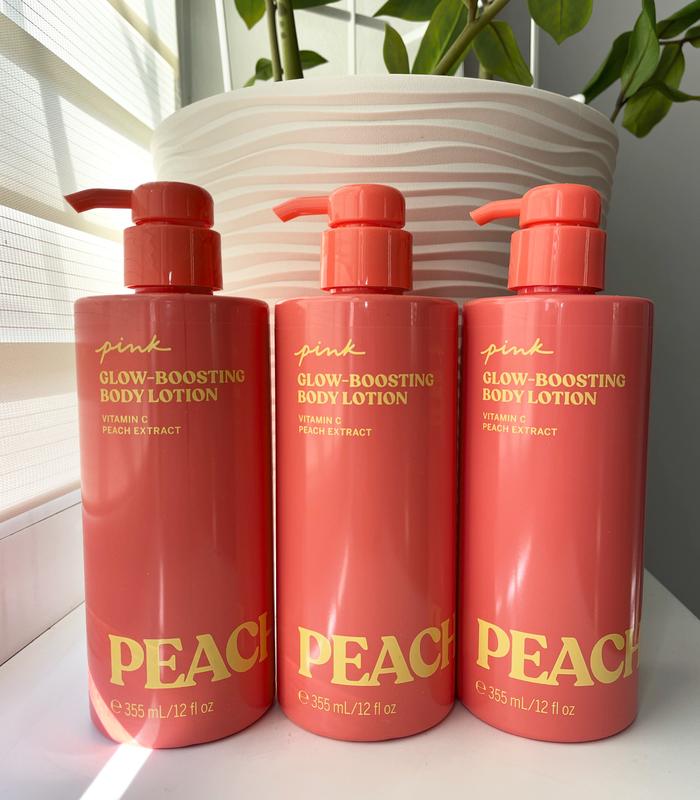 pink
GLOW-BOOSTING
BODY LOTION
VITAMIN C
PEACH EXTRACT
PEACH
℮ 355 mL/12 fl oz
pink
GLOW-BOOSTING
BODY LOTION
VITAMIN C
PEACH EXTRACT
PEACH
℮ 355 mL/12 fl oz
pink
GLOW-BOOSTING
BODY LOTION
VITAMIN C
PEACH EXTRACT
PEACH
℮ 355 mL/12 fl oz